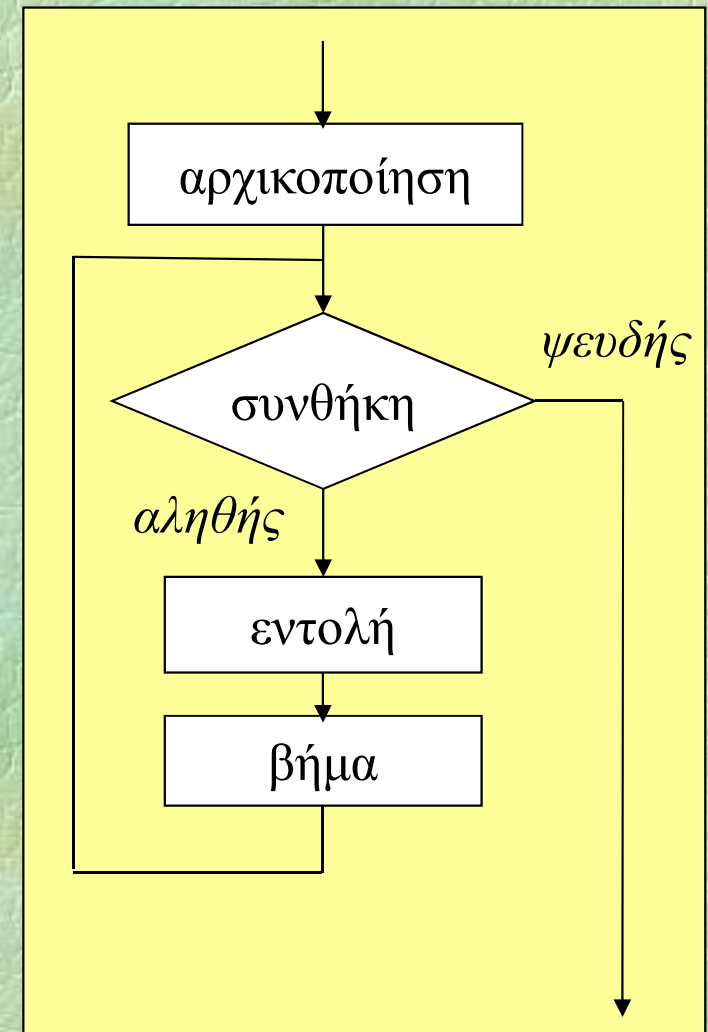 αρχικοποίηση
ψευδής
συνθήκη
αληθής
εντολή
βήμα